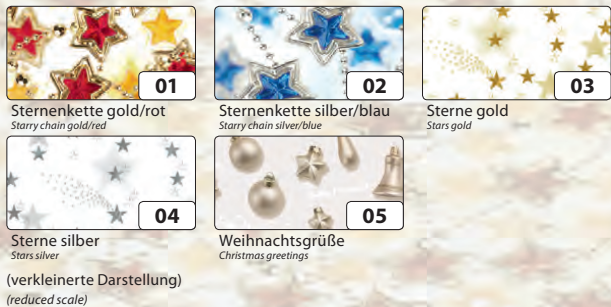 01
02
03
Sternenkette gold/rot
Starry chain gold/red
Sternenkette silber/blau
Starry chain silver/blue
Sterne gold
Stars gold
04
05
Sterne silber
Stars silver
Weihnachtsgrüße
Christmas greetings
(verkleinerte Darstellung)
(reduced scale)